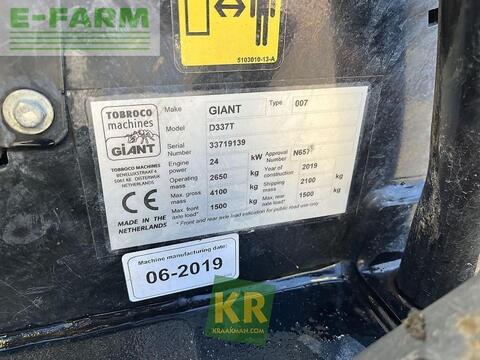 E-FARM
5103010-13-A
TOBROCO machines GiANT
TOBROCO MACHINES
BENELUXSTRAAT 4
5061 KE OISTERWIJK
NETHERLANDS
MADE IN THE NETHERLANDS
Make GIANT Type 007
Model D337T
Serial Number 33719139
Engine power 24 kW Approval Number N657
Operating mass 2650 kg Year of construction 2019
Max. gross mass 4100 kg Shipping mass 2100 kg
Max. front axle load* 1500 kg Max. rear axle load* 1500 kg
* Front and rear axle load indication for public road use only
Machine manufacturing date:
06-2019
KR
KRAAKMAN.COM